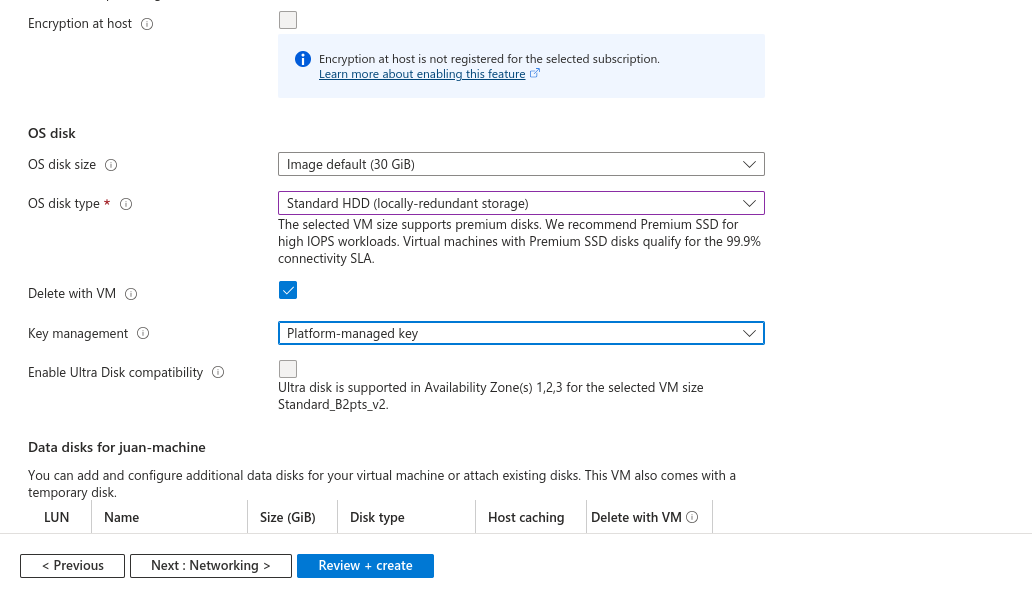 Encryption at host
Encryption at host is not registered for the selected subscription.
Learn more about enabling this feature
OS disk
OS disk size
Image default (30 GiB)
OS disk type *
Standard HDD (locally-redundant storage)
The selected VM size supports premium disks. We recommend Premium SSD for
high IOPS workloads. Virtual machines with Premium SSD disks qualify for the 99.9%
connectivity SLA.
Delete with VM
Key management
Platform-managed key
Enable Ultra Disk compatibility
Ultra disk is supported in Availability Zone(s) 1,2,3 for the selected VM size
Standard_B2pts_v2.
Data disks for juan-machine
You can add and configure additional data disks for your virtual machine or attach existing disks. This VM also comes with a
temporary disk.
LUN Name Size (GiB) Disk type Host caching Delete with VM
< Previous Next : Networking > Review + create